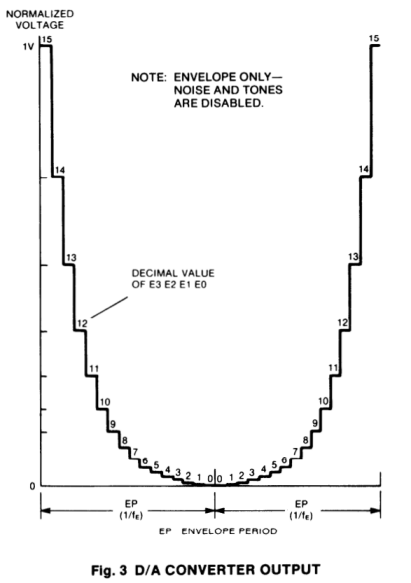 NORMALIZED
VOLTAGE
1V
15
15
NOTE: ENVELOPE ONLY—
NOISE AND TONES
ARE DISABLED.
14
14
13
13
DECIMAL VALUE
OF E3 E2 E1 E0
12
12
11
11
10
10
9
9
8
8
7
7
6 5 4 3 2 1 0 0 1 2 3 4 5 6
0
EP
(1/fE)
EP
(1/fE)
EP ENVELOPE PERIOD
Fig. 3 D/A CONVERTER OUTPUT